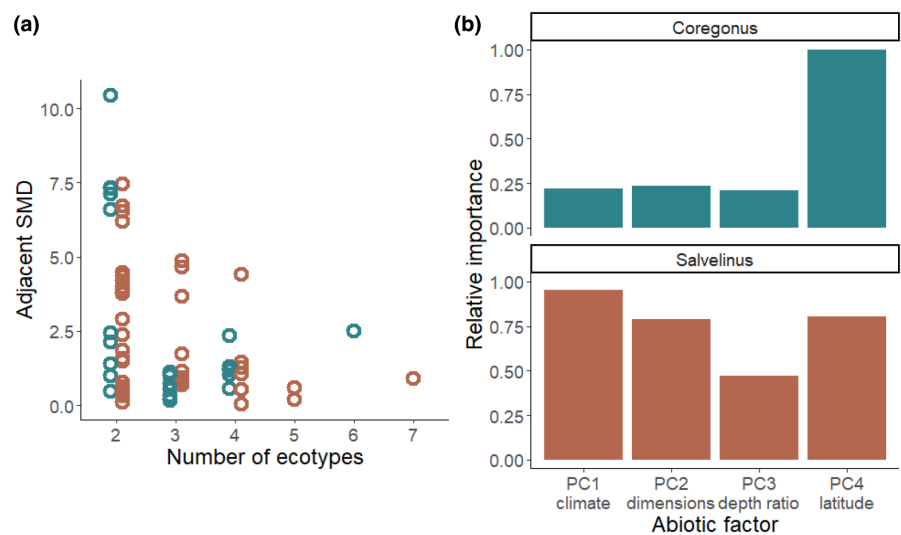 (a)
Adjacent SMD
10.0
7.5
5.0
2.5
0.0
2 3 4 5 6 7
Number of ecotypes
(b)
Relative importance
Coregonus
1.00
0.75
0.50
0.25
0.00
Salvelinus
1.00
0.75
0.50
0.25
0.00
PC1 PC2 PC3 PC4
climate dimensions depth ratio latitude
Abiotic factor